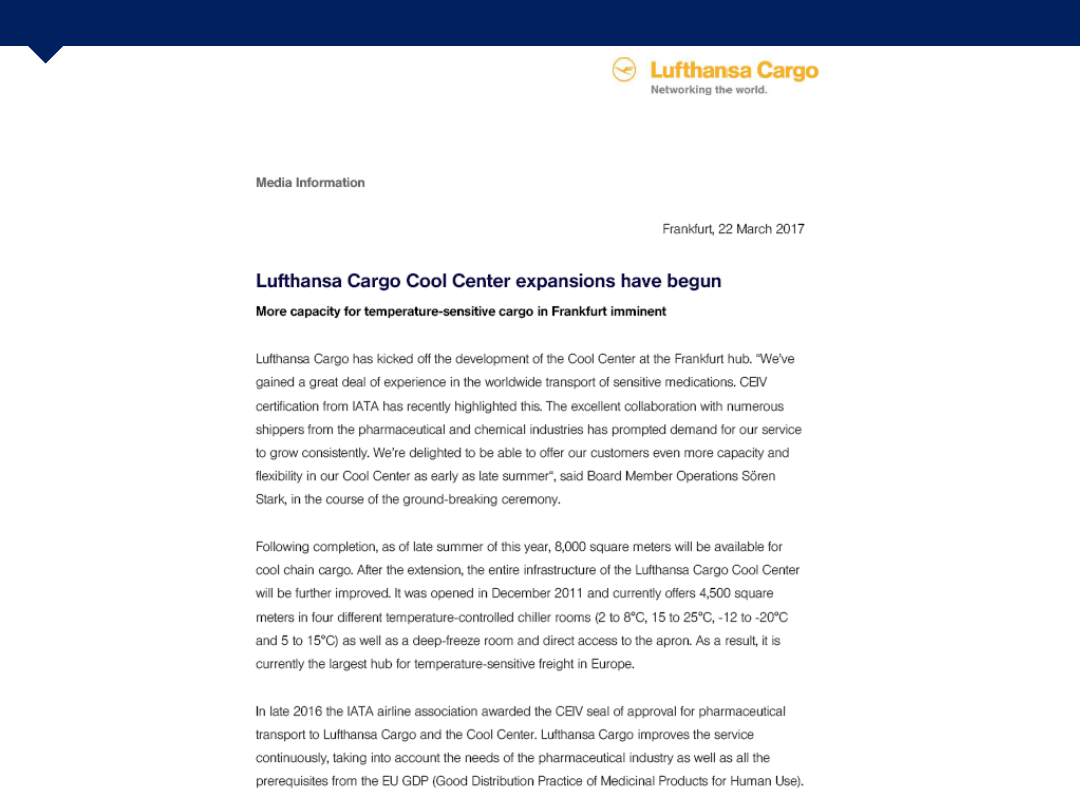 Lufthansa Cargo
Networking the world.
Media Information
Frankfurt, 22 March 2017
Lufthansa Cargo Cool Center expansions have begun
More capacity for temperature-sensitive cargo in Frankfurt imminent
Lufthansa Cargo has kicked off the development of the Cool Center at the Frankfurt hub. “We’ve
gained a great deal of experience in the worldwide transport of sensitive medications. CEIV
certification from IATA has recently highlighted this. The excellent collaboration with numerous
shippers from the pharmaceutical and chemical industries has prompted demand for our service
to grow consistently. We’re delighted to be able to offer our customers even more capacity and
flexibility in our Cool Center as early as late summer“, said Board Member Operations Sören
Stark, in the course of the ground-breaking ceremony.
Following completion, as of late summer of this year, 8,000 square meters will be available for
cool chain cargo. After the extension, the entire infrastructure of the Lufthansa Cargo Cool Center
will be further improved. It was opened in December 2011 and currently offers 4,500 square
meters in four different temperature-controlled chiller rooms (2 to 8°C, 15 to 25°C, -12 to -20°C
and 5 to 15°C) as well as a deep-freeze room and direct access to the apron. As a result, it is
currently the largest hub for temperature-sensitive freight in Europe.
In late 2016 the IATA airline association awarded the CEIV seal of approval for pharmaceutical
transport to Lufthansa Cargo and the Cool Center. Lufthansa Cargo improves the service
continuously, taking into account the needs of the pharmaceutical industry as well as all the
prerequisites from the EU GDP (Good Distribution Practice of Medicinal Products for Human Use).